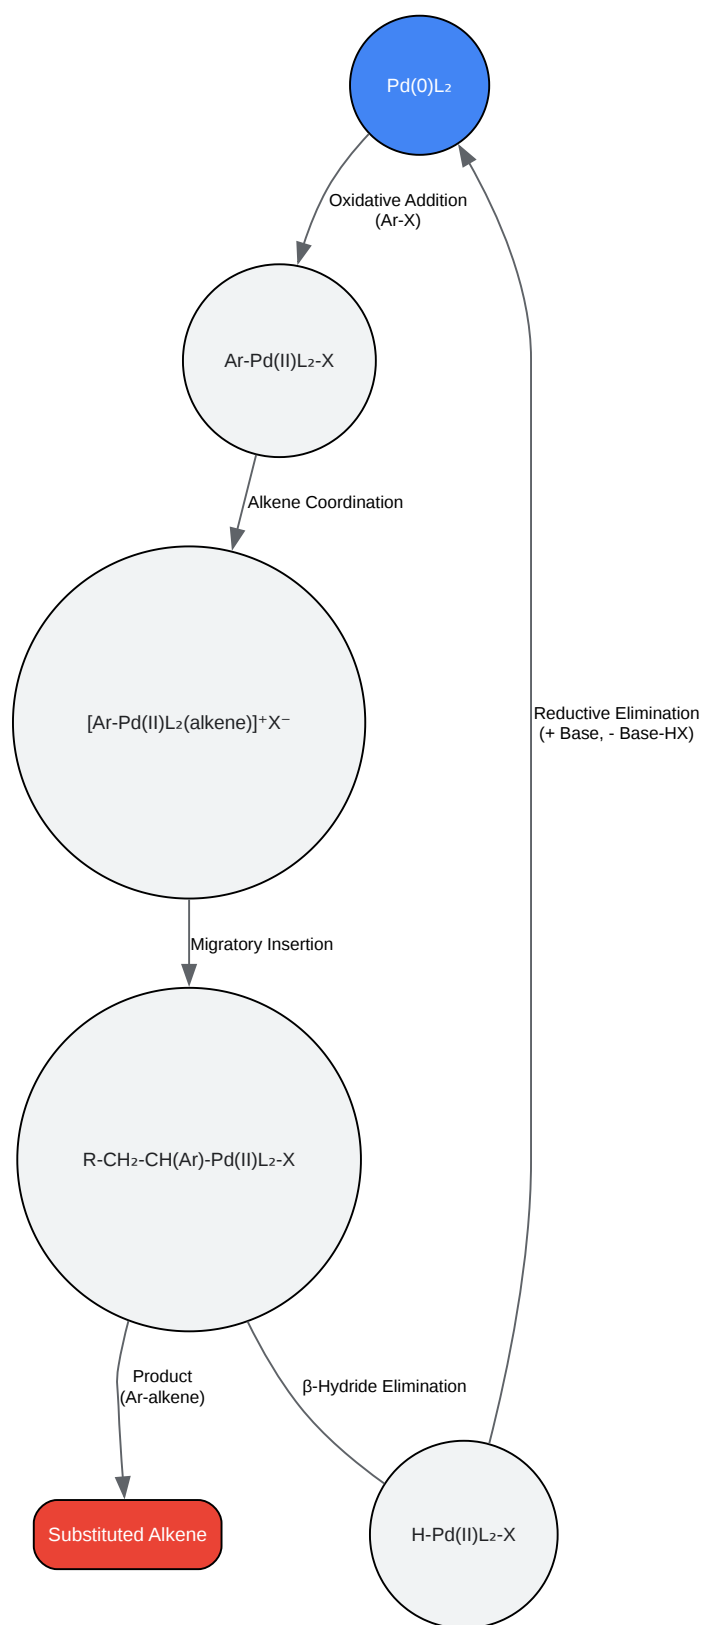 Pd(0)L₂
Oxidative Addition
(Ar-X)
Ar-Pd(II)L₂-X
Alkene Coordination
[Ar-Pd(II)L₂(alkene)]⁺X⁻
Reductive Elimination
(+ Base, - Base-HX)
Migratory Insertion
R-CH₂-CH(Ar)-Pd(II)L₂-X
Product
(Ar-alkene)
β-Hydride Elimination
Substituted Alkene
H-Pd(II)L₂-X